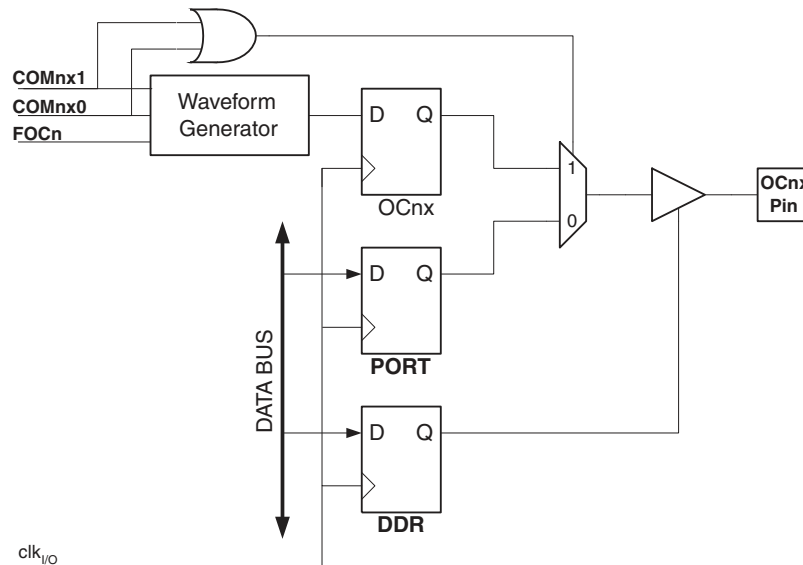 COMnx1
COMnx0
FOCn
Waveform
Generator
D Q
OCnx
1
0
OCnx
Pin
D Q
PORT
DATA BUS
D Q
DDR
clkI/O